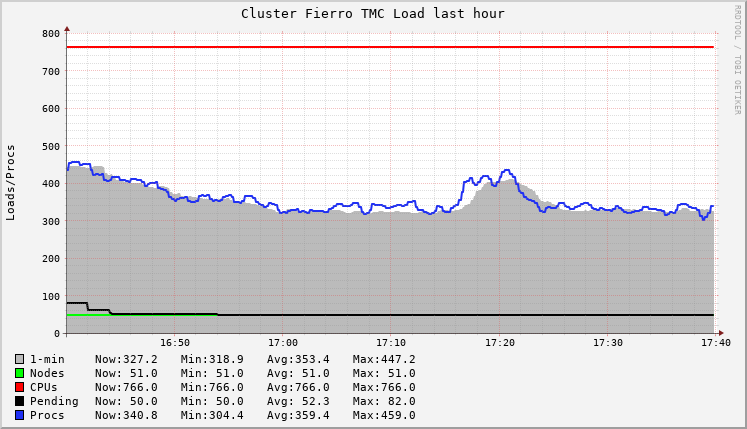 Cluster Fierro TMC Load last hour
RRDTOOL / TOBI OETIKER
Loads/Procs
800
700
600
500
400
300
200
100
0
16:50 17:00 17:10 17:20 17:30 17:40
1-min Now:327.2 Min:318.9 Avg:353.4 Max:447.2
Nodes Now: 51.0 Min: 51.0 Avg: 51.0 Max: 51.0
CPUs Now:766.0 Min:766.0 Avg:766.0 Max:766.0
Pending Now: 50.0 Min: 50.0 Avg: 52.3 Max: 82.0
Procs Now:340.8 Min:304.4 Avg:359.4 Max:459.0